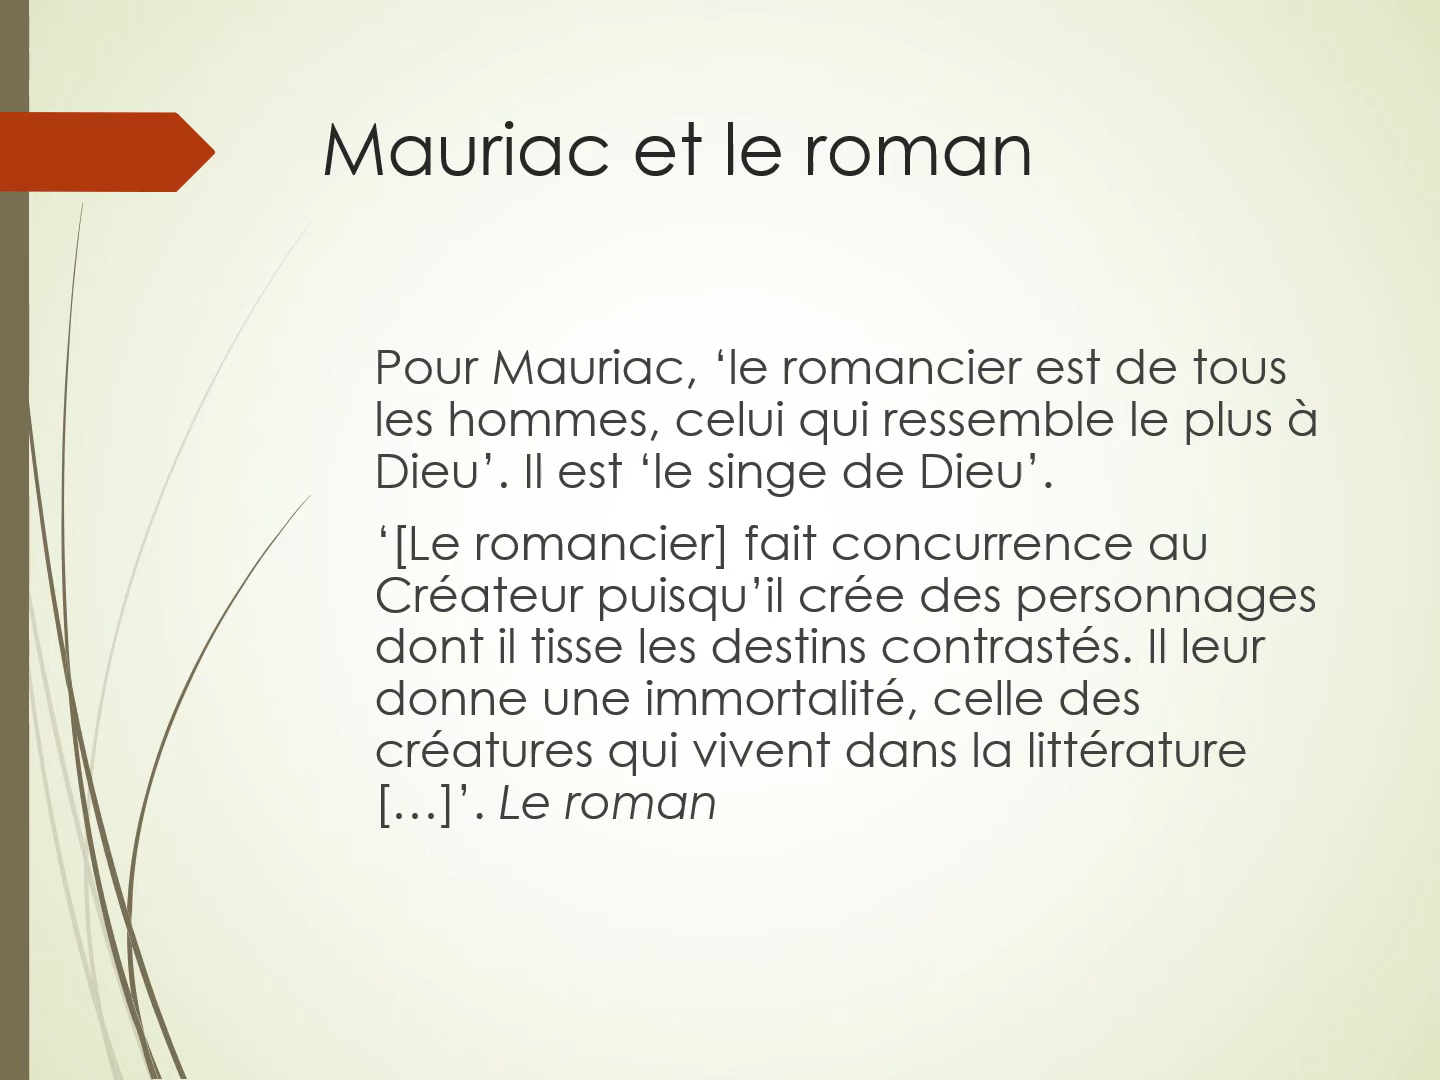 Mauriac et le roman
Pour Mauriac, ‘le romancier est de tous
les hommes, celui qui ressemble le plus à
Dieu’. Il est ‘le singe de Dieu’.
‘[Le romancier] fait concurrence au
Créateur puisqu’il crée des personnages
dont il tisse les destins contrastés. Il leur
donne une immortalité, celle des
créatures qui vivent dans la littérature
[…]’. Le roman